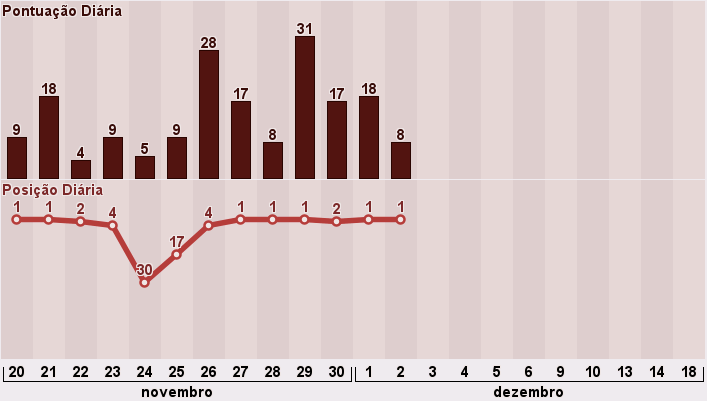 Pontuação Diária
9 18 4 9 5 9 28 17 8 31 17 18 8
Posição Diária
1 1 2 4 30 17 4 1 1 1 2 1 1
20 21 22 23 24 25 26 27 28 29 30 1 2 3 4 5 6 9 10 13 14 18
novembro dezembro